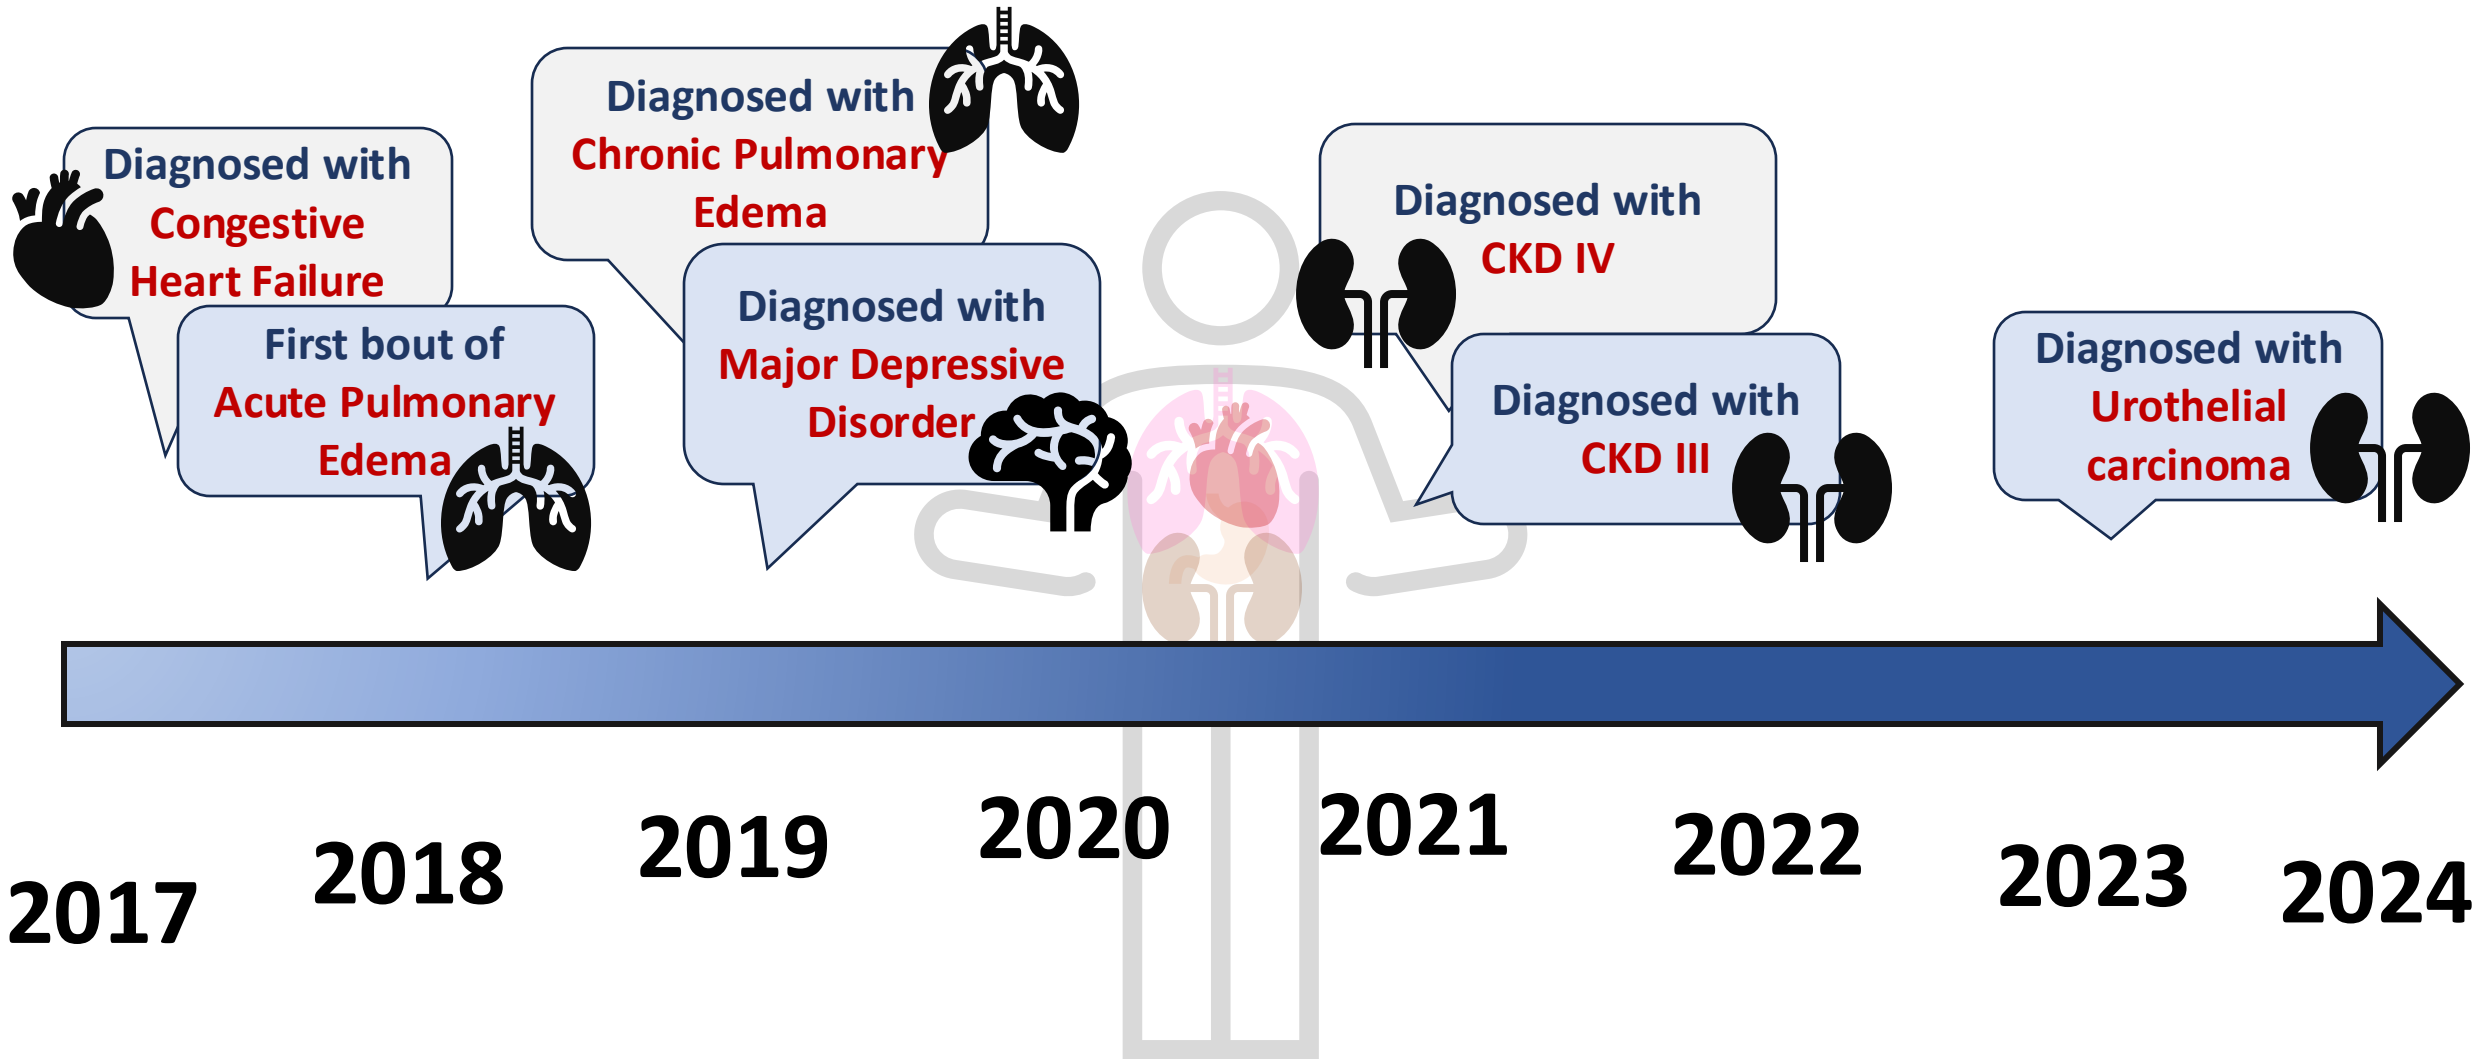 Diagnosed with
Congestive
Heart Failure
First bout of
Acute Pulmonary
Edema
Diagnosed with
Chronic Pulmonary
Edema
Diagnosed with
Major Depressive
Disorder
Diagnosed with
CKD IV
Diagnosed with
CKD III
Diagnosed with
Urothelial
carcinoma
2017
2018
2019
2020
2021
2022
2023
2024